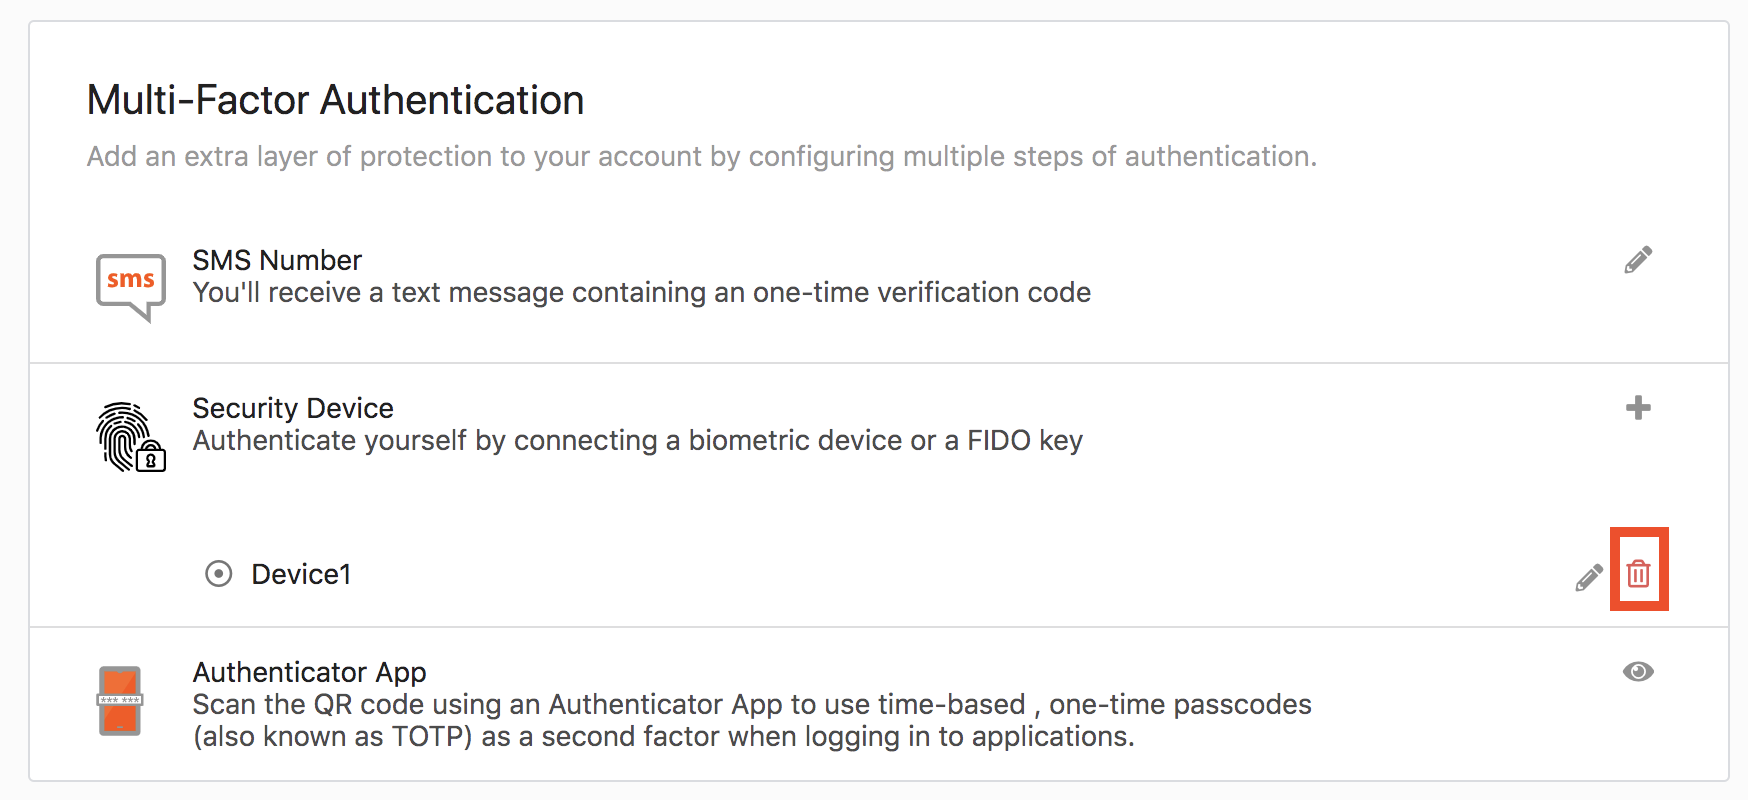 Multi-Factor Authentication
Add an extra layer of protection to your account by configuring multiple steps of authentication.
sms
SMS Number
You'll receive a text message containing an one-time verification code
Security Device
Authenticate yourself by connecting a biometric device or a FIDO key
Device1
*** ***
Authenticator App
Scan the QR code using an Authenticator App to use time-based , one-time passcodes
(also known as TOTP) as a second factor when logging in to applications.